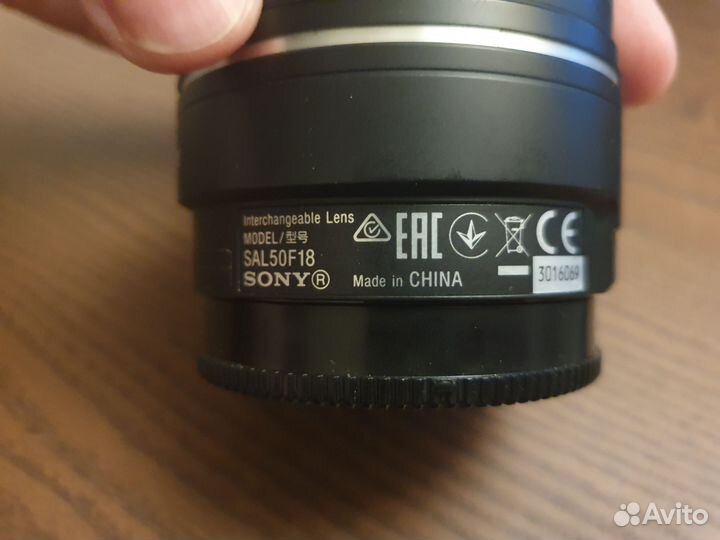 Interchangeable Lens
MODEL/型号
SAL50F18
SONY®
Made in CHINA
EAC
CE
3016069
Avito